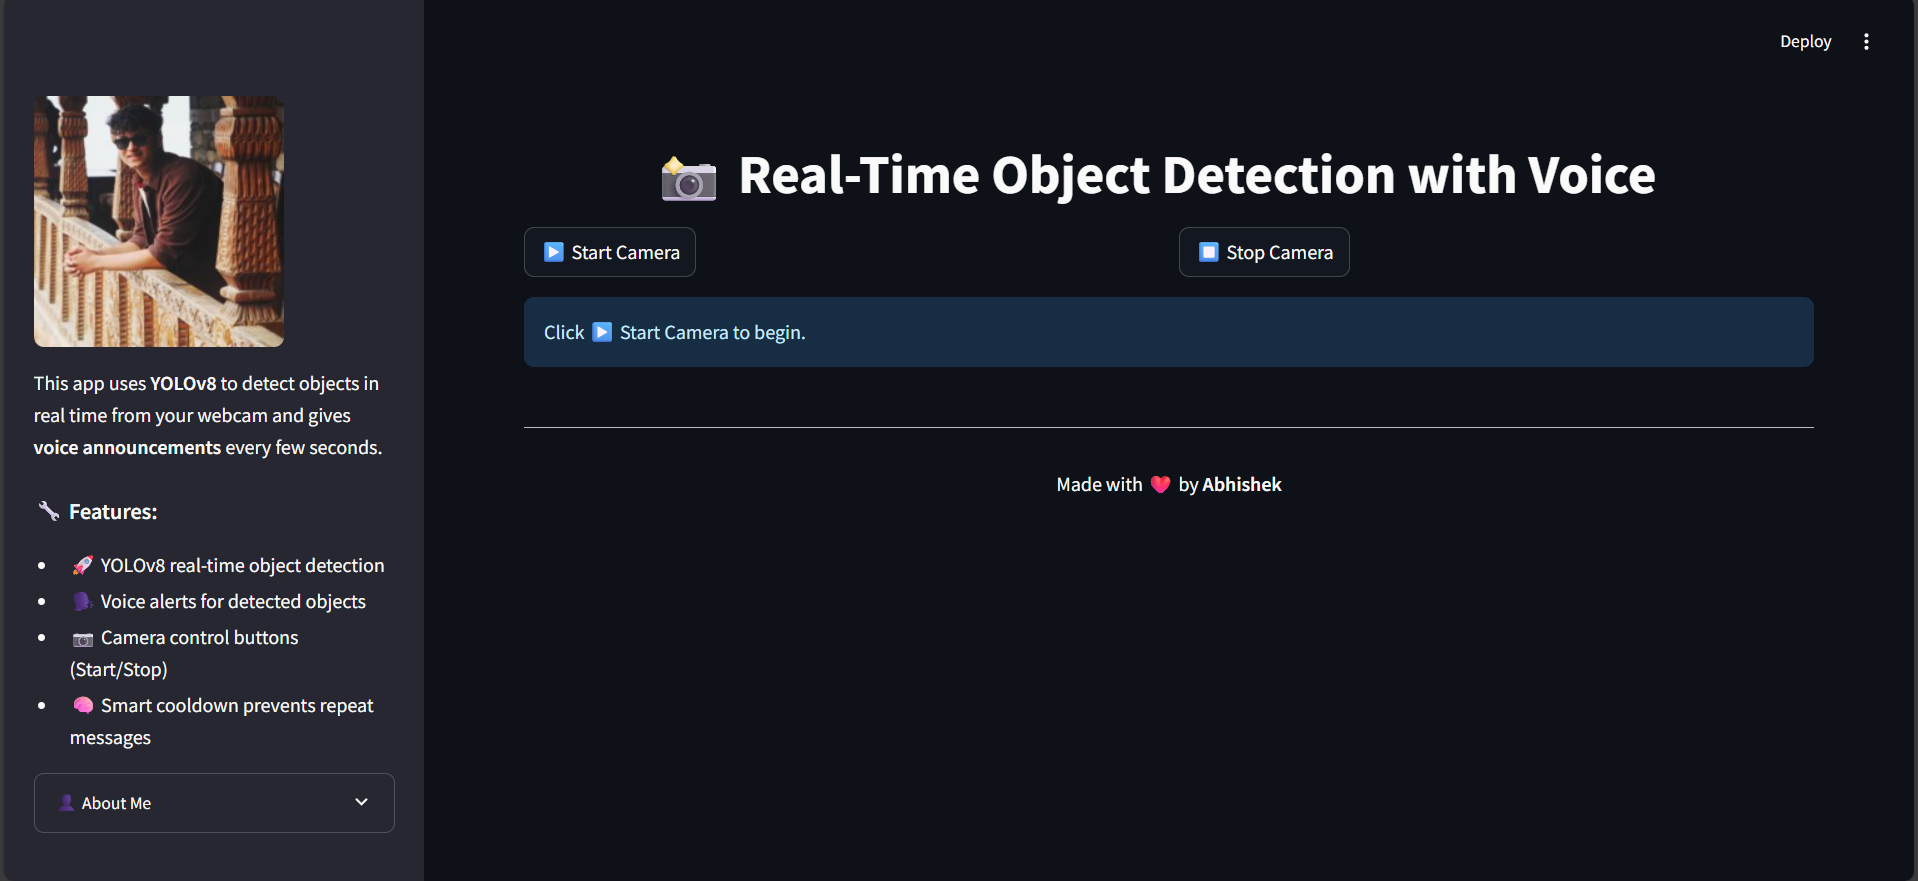 Deploy
This app uses YOLOv8 to detect objects in
real time from your webcam and gives
voice announcements every few seconds.
🔧 Features:
• 🚀 YOLOv8 real-time object detection
• 🗣 Voice alerts for detected objects
• 📷 Camera control buttons
(Start/Stop)
• 🧠 Smart cooldown prevents repeat
messages
👤 About Me
📸 Real-Time Object Detection with Voice
▶️ Start Camera
⏹️ Stop Camera
Click ▶️ Start Camera to begin.
Made with ❤️ by Abhishek